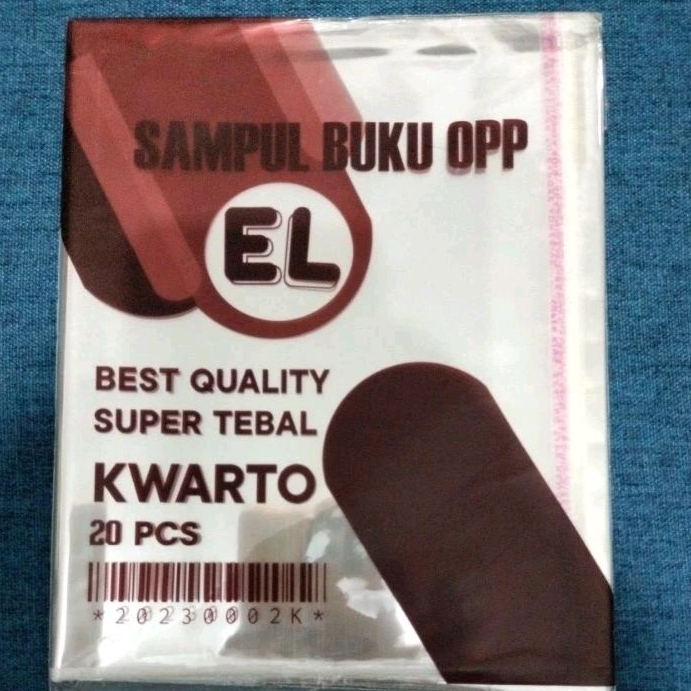 SAMPUL BUKU OPP
EL
BEST QUALITY
SUPER TEBAL
KWARTO
20 PCS
*20230002K*